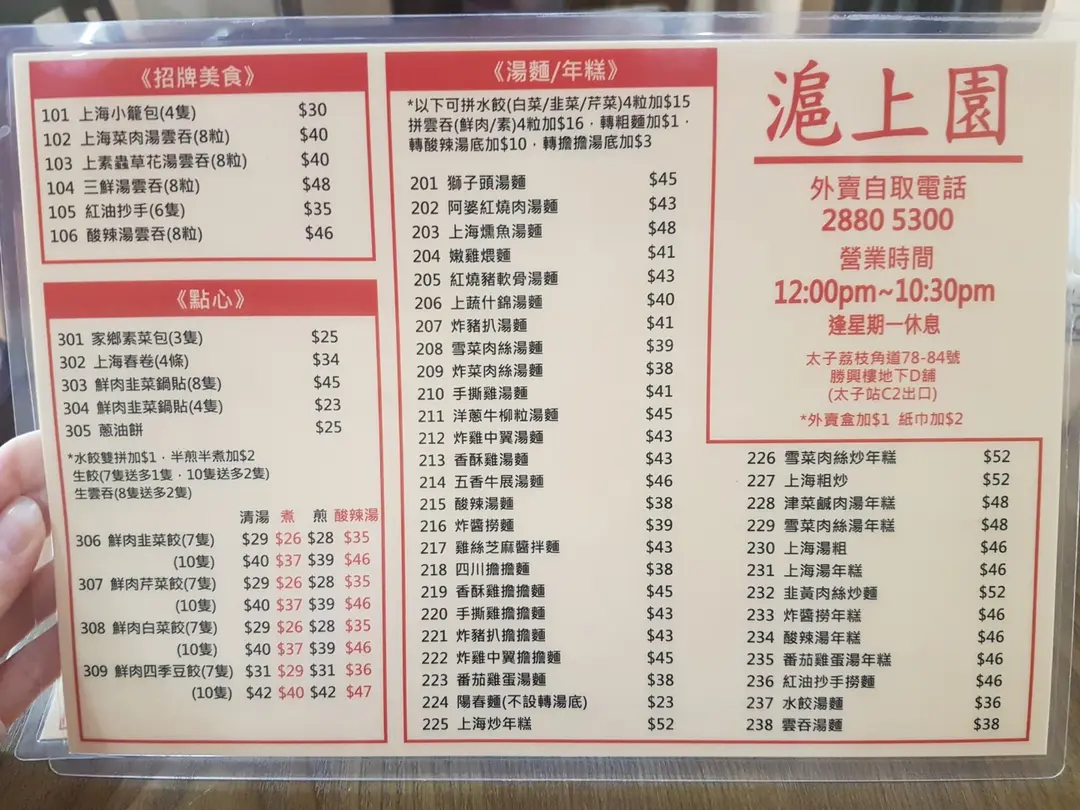 《招牌美食》
101 上海小籠包(4隻) $30
102 上海菜肉湯雲吞(8粒) $40
103 上素蟲草花湯雲吞(8粒) $40
104 三鮮湯雲吞(8粒) $48
105 紅油抄手(6隻) $35
106 酸辣湯雲吞(8粒) $46
《點心》
301 家鄉素菜包(3隻) $25
302 上海春卷(4條) $34
303 鮮肉韭菜鍋貼(8隻) $45
304 鮮肉韭菜鍋貼(4隻) $23
305 蔥油餅 $25
*水餃雙拼加$1，半煎半煮加$2
生餃(7隻送多1隻，10隻送多2隻)
生雲吞(8隻送多2隻)
清湯 煮 煎 酸辣湯
306 鮮肉韭菜餃(7隻) $29 $26 $28 $35
(10隻) $40 $37 $39 $46
307 鮮肉芹菜餃(7隻) $29 $26 $28 $35
(10隻) $40 $37 $39 $46
308 鮮肉白菜餃(7隻) $29 $26 $28 $35
(10隻) $40 $37 $39 $46
309 鮮肉四季豆餃(7隻) $31 $29 $31 $36
(10隻) $42 $40 $42 $47
《湯麵/年糕》
*以下可拼水餃(白菜/韭菜/芹菜)4粒加$15
拼雲吞(鮮肉/素)4粒加$16，轉粗麵加$1，
轉酸辣湯底加$10，轉擔擔湯底加$3
201 獅子頭湯麵 $45
202 阿婆紅燒肉湯麵 $43
203 上海燻魚湯麵 $48
204 嫩雞煨麵 $41
205 紅燒豬軟骨湯麵 $43
206 上蔬什錦湯麵 $40
207 炸豬扒湯麵 $41
208 雪菜肉絲湯麵 $39
209 炸菜肉絲湯麵 $38
210 手撕雞湯麵 $41
211 洋蔥牛柳粒湯麵 $45
212 炸雞中翼湯麵 $43
213 香酥雞湯麵 $43
214 五香牛展湯麵 $46
215 酸辣湯麵 $38
216 炸醬撈麵 $39
217 雞絲芝麻醬拌麵 $43
218 四川擔擔麵 $38
219 香酥雞擔擔麵 $45
220 手撕雞擔擔麵 $43
221 炸豬扒擔擔麵 $43
222 炸雞中翼擔擔麵 $45
223 番茄雞蛋湯麵 $38
224 陽春麵(不設轉湯底) $23
225 上海炒年糕 $52
226 雪菜肉絲炒年糕 $52
227 上海粗炒 $52
228 津菜鹹肉湯年糕 $48
229 雪菜肉絲湯年糕 $48
230 上海湯粗 $46
231 上海湯年糕 $46
232 韭黃肉絲炒麵 $52
233 炸醬撈年糕 $46
234 酸辣湯年糕 $46
235 番茄雞蛋湯年糕 $46
236 紅油抄手撈麵 $46
237 水餃湯麵 $36
238 雲吞湯麵 $38
滬上園
外賣自取電話
2880 5300
營業時間
12:00pm~10:30pm
逢星期一休息
太子荔枝角道78-84號
勝興樓地下D舖
(太子站C2出口)
*外賣盒加$1 紙巾加$2